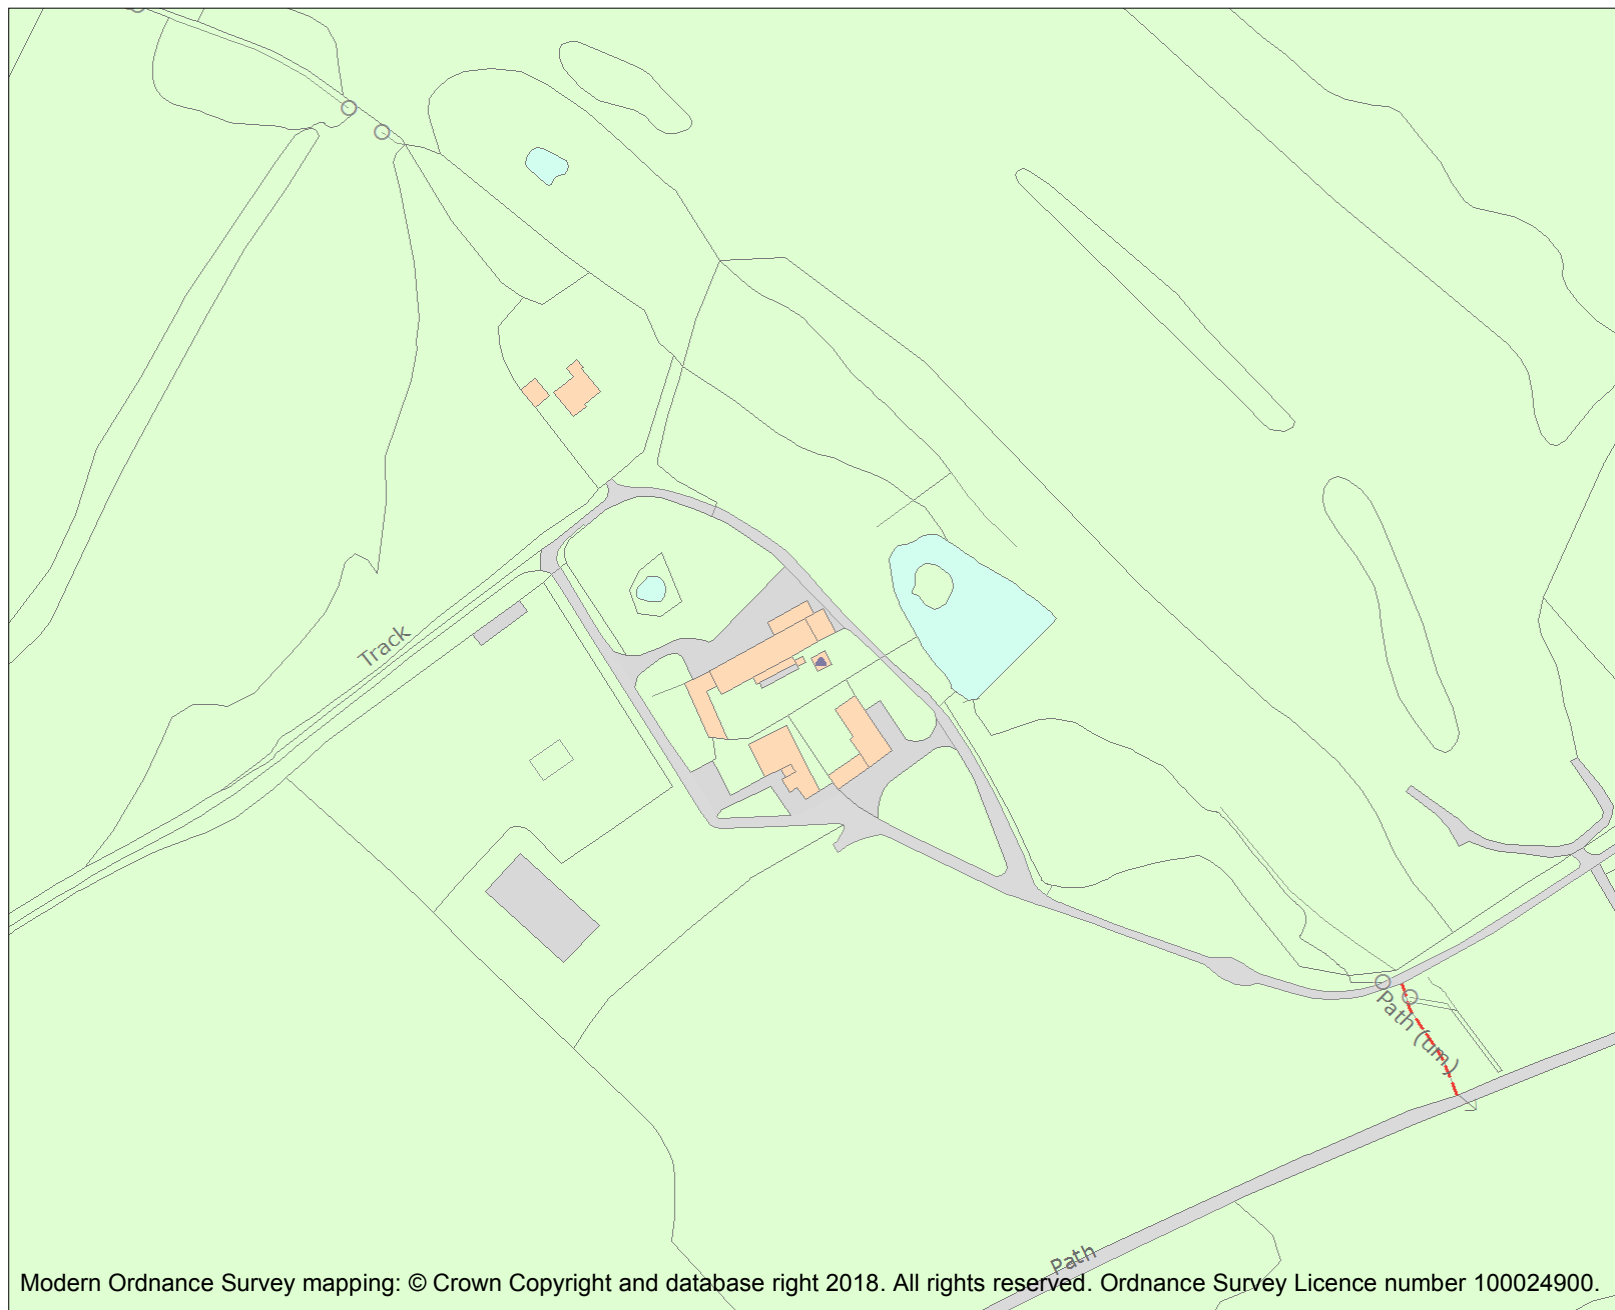 Track
Path (um)
Path
Modern Ordnance Survey mapping: © Crown Copyright and database right 2018. All rights reserved. Ordnance Survey Licence number 100024900.